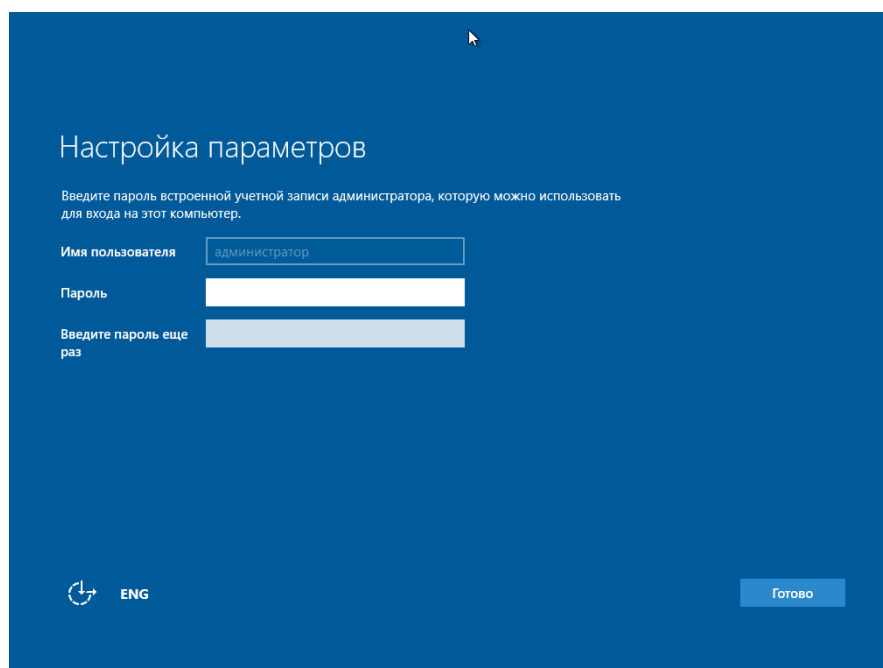 Настройка параметров
Введите пароль встроенной учетной записи администратора, которую можно использовать
для входа на этот компьютер.
Имя пользователя администратор
Пароль
Введите пароль еще
раз
ENG Готово